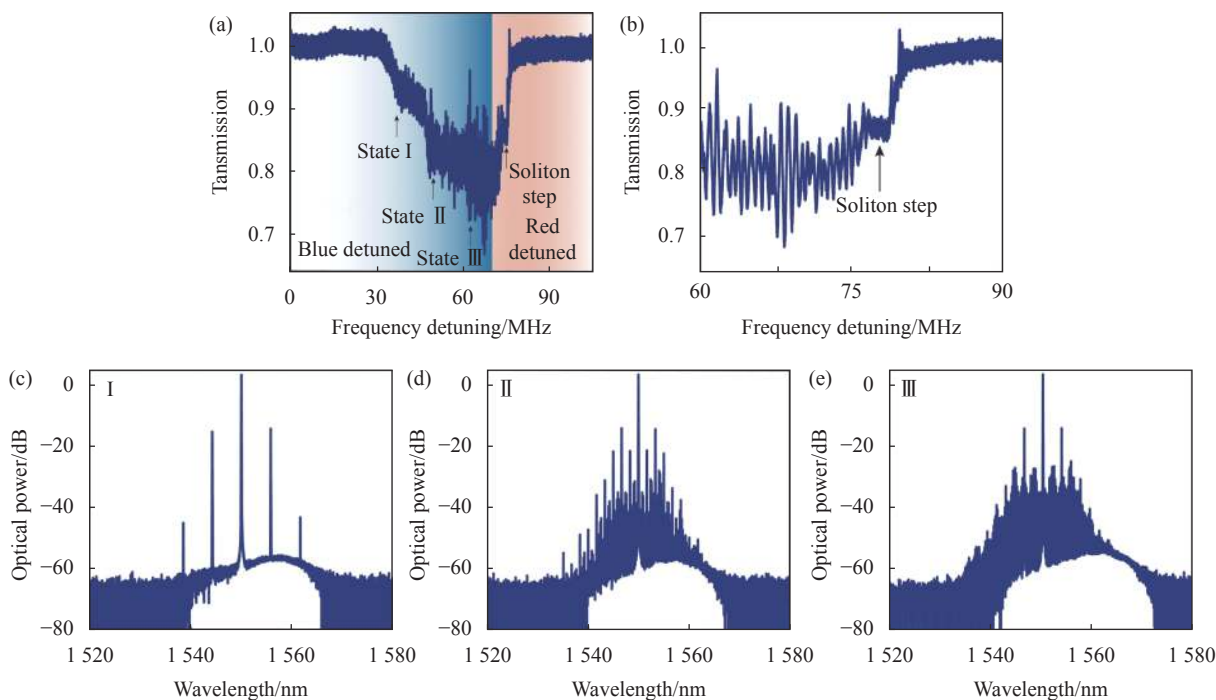 (a)
1.0
0.9
0.8
0.7
Tansmission
State Ⅰ
State Ⅱ
State Ⅲ
Soliton
step
Blue detuned
Red
detuned
0
30
60
90
Frequency detuning/MHz
(b)
1.0
0.9
0.8
0.7
Tansmission
Soliton step
60
75
90
Frequency detuning/MHz
(c)
Ⅰ
0
−20
−40
−60
−80
Optical power/dB
1 520
1 540
1 560
1 580
Wavelength/nm
(d)
Ⅱ
0
−20
−40
−60
−80
Optical power/dB
1 520
1 540
1 560
1 580
Wavelength/nm
(e)
Ⅲ
0
−20
−40
−60
−80
Optical power/dB
1 520
1 540
1 560
1 580
Wavelength/nm